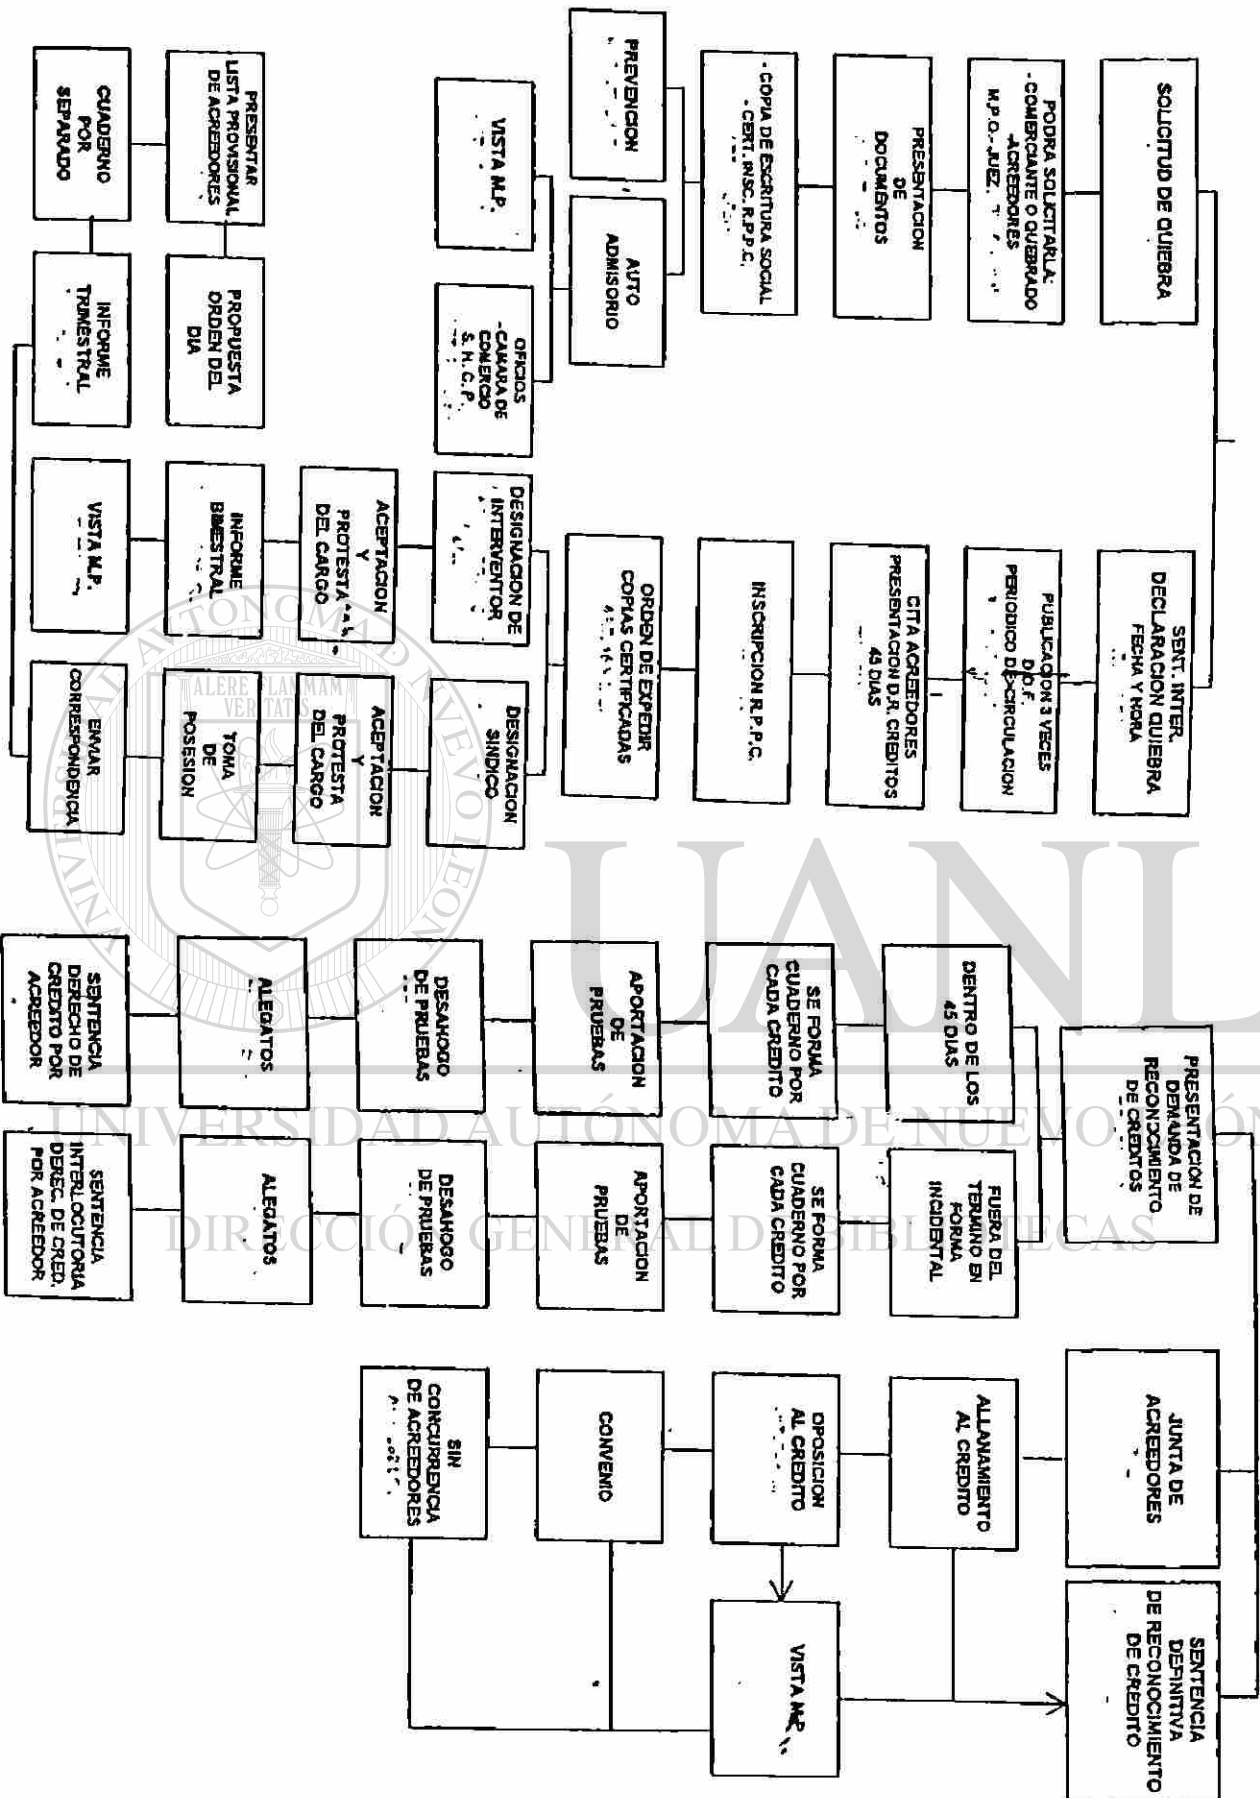 SOLICITUD DE QUIEBRA
PODRA SOLICITARLA:
- COMERCIANTE O QUEBRADO
-ACREEDORES
M.P.O.-JUEZ.
PRESENTACION
DE
DOCUMENTOS
- COPIA DE ESCRITURA SOCIAL
- CERT. INSC. R.P.P.C.
PREVENCION
AUTO
ADMISORIO
VISTA M.P.
OFICIOS
-CAMARA DE
COMERCIO
S. H. C. P.
SENT. INTER.
DECLARACION QUIEBRA
FECHA Y HORA
PUBLICACION 3 VECES
D.O.F.
PERIODICO DE CIRCULACION
CITA ACREEDORES
PRESENTACION D.R. CREDITOS
45 DIAS
INSCRIPCION R.P.P.C.
ORDEN DE EXPEDIR
COPIAS CERTIFICADAS
DESIGNACION DE
INTERVENTOR
ACEPTACION
Y
PROTESTA
DEL CARGO
INFORME
BIMESTRAL
VISTA M.P.
DESIGNACION
SINDICO
ACEPTACION
Y
PROTESTA
DEL CARGO
TOMA
DE
POSESION
ENVIAR
CORRESPONDENCIA
PRESENTAR
LISTA PROVISIONAL
DE ACREEDORES
PROPUESTA
ORDEN DEL
DIA
CUADERNO
POR
SEPARADO
INFORME
TRIMESTRAL
PRESENTACION DE
DEMANDA DE
RECONOCIMIENTO
DE CREDITOS
DENTRO DE LOS
45 DIAS
SE FORMA
CUADERNO POR
CADA CREDITO
APORTACION
DE
PRUEBAS
DESAHOGO
DE PRUEBAS
ALEGATOS
SENTENCIA
DERECHO DE
CREDITO POR
ACREEDOR
FUERA DEL
TERMINO EN
FORMA
INCIDENTAL
SE FORMA
CUADERNO POR
CADA CREDITO
APORTACION
DE
PRUEBAS
DESAHOGO
DE PRUEBAS
ALEGATOS
SENTENCIA
INTERLOCUTORIA
DEREC. DE CRED.
POR ACREEDOR
JUNTA DE
ACREEDORES
ALLANAMIENTO
AL CREDITO
OPOSICION
AL CREDITO
CONVENIO
SIN
CONCURRENCIA
DE ACREEDORES
SENTENCIA
DEFINITIVA
DE RECONOCIMIENTO
DE CREDITO
VISTA M.P.
UANL
UNIVERSIDAD AUTÓNOMA DE NUEVO LEÓN
DIRECCIÓN GENERAL DE BIBLIOTECAS
UNIVERSIDAD AUTONOMA DE NUEVO LEON
ALERE FLAMMAM
VERITATIS